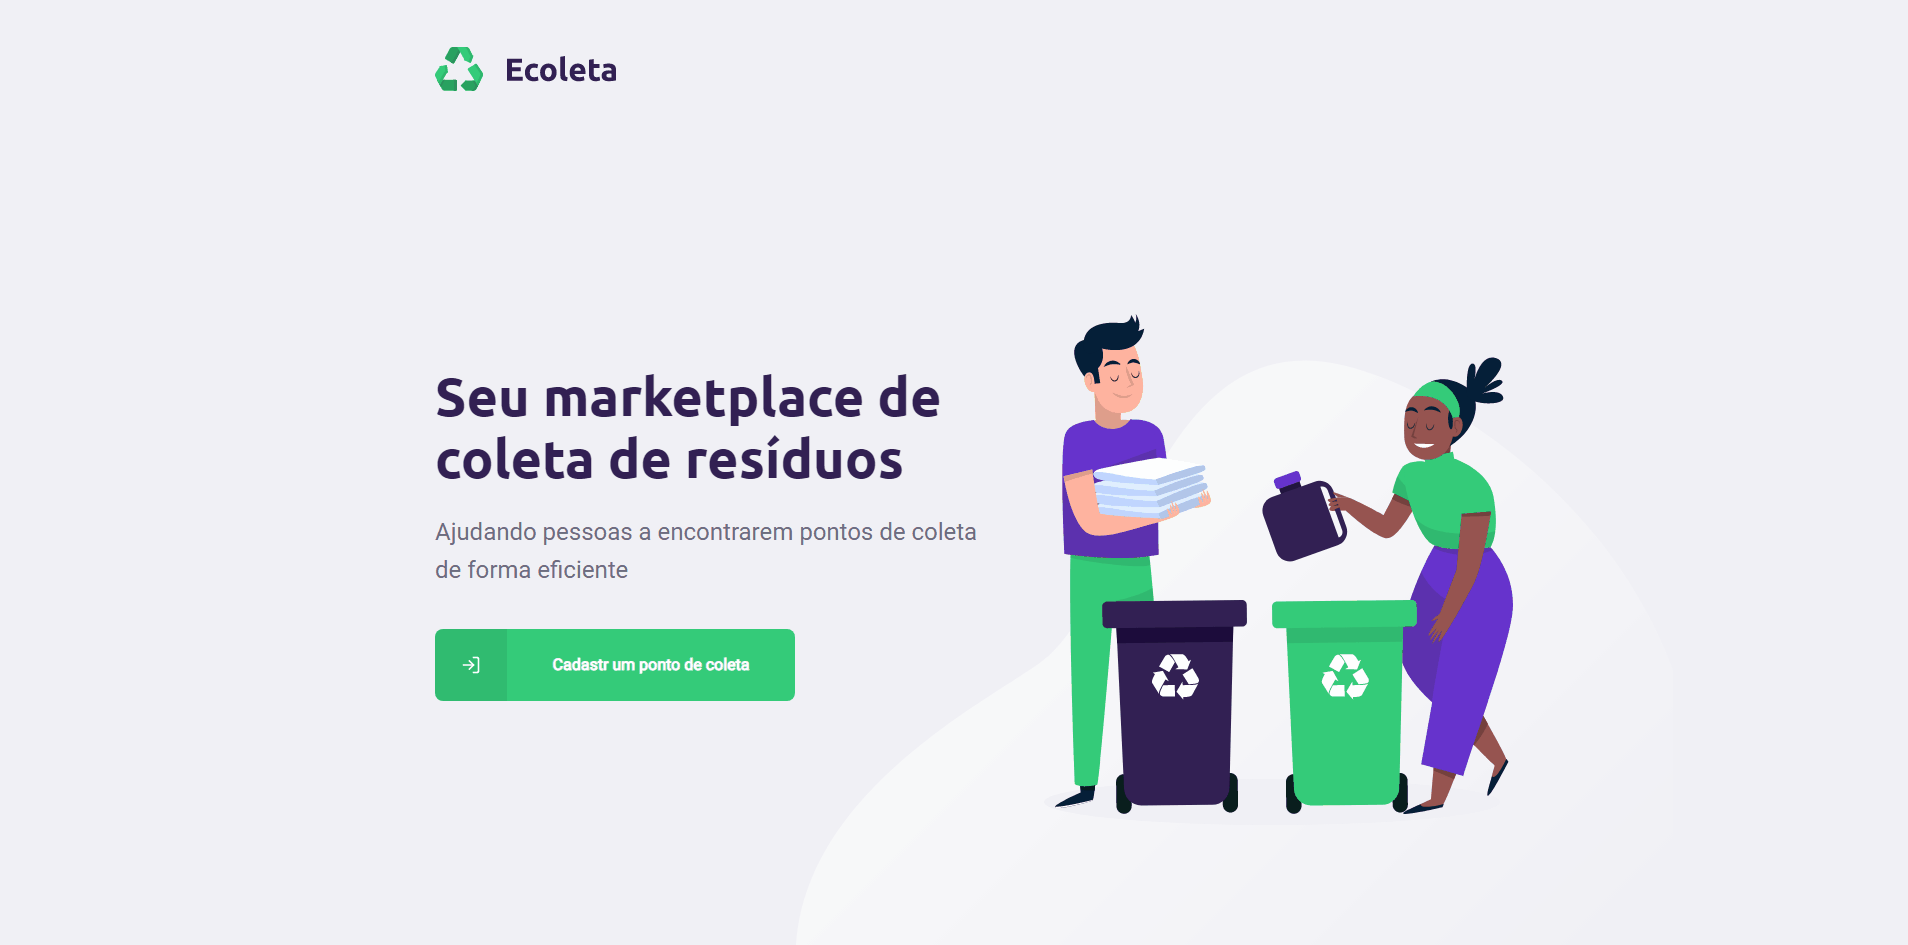 Ecoleta
Seu marketplace de
coleta de resíduos
Ajudando pessoas a encontrarem pontos de coleta
de forma eficiente
Cadastr um ponto de coleta